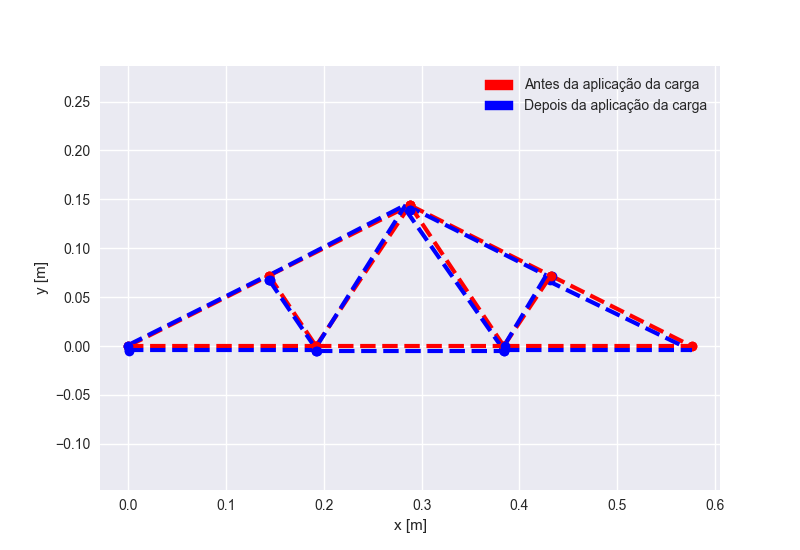 Antes da aplicação da carga
Depois da aplicação da carga
0.25
0.20
0.15
0.10
0.05
0.00
−0.05
−0.10
y [m]
0.0 0.1 0.2 0.3 0.4 0.5 0.6
x [m]